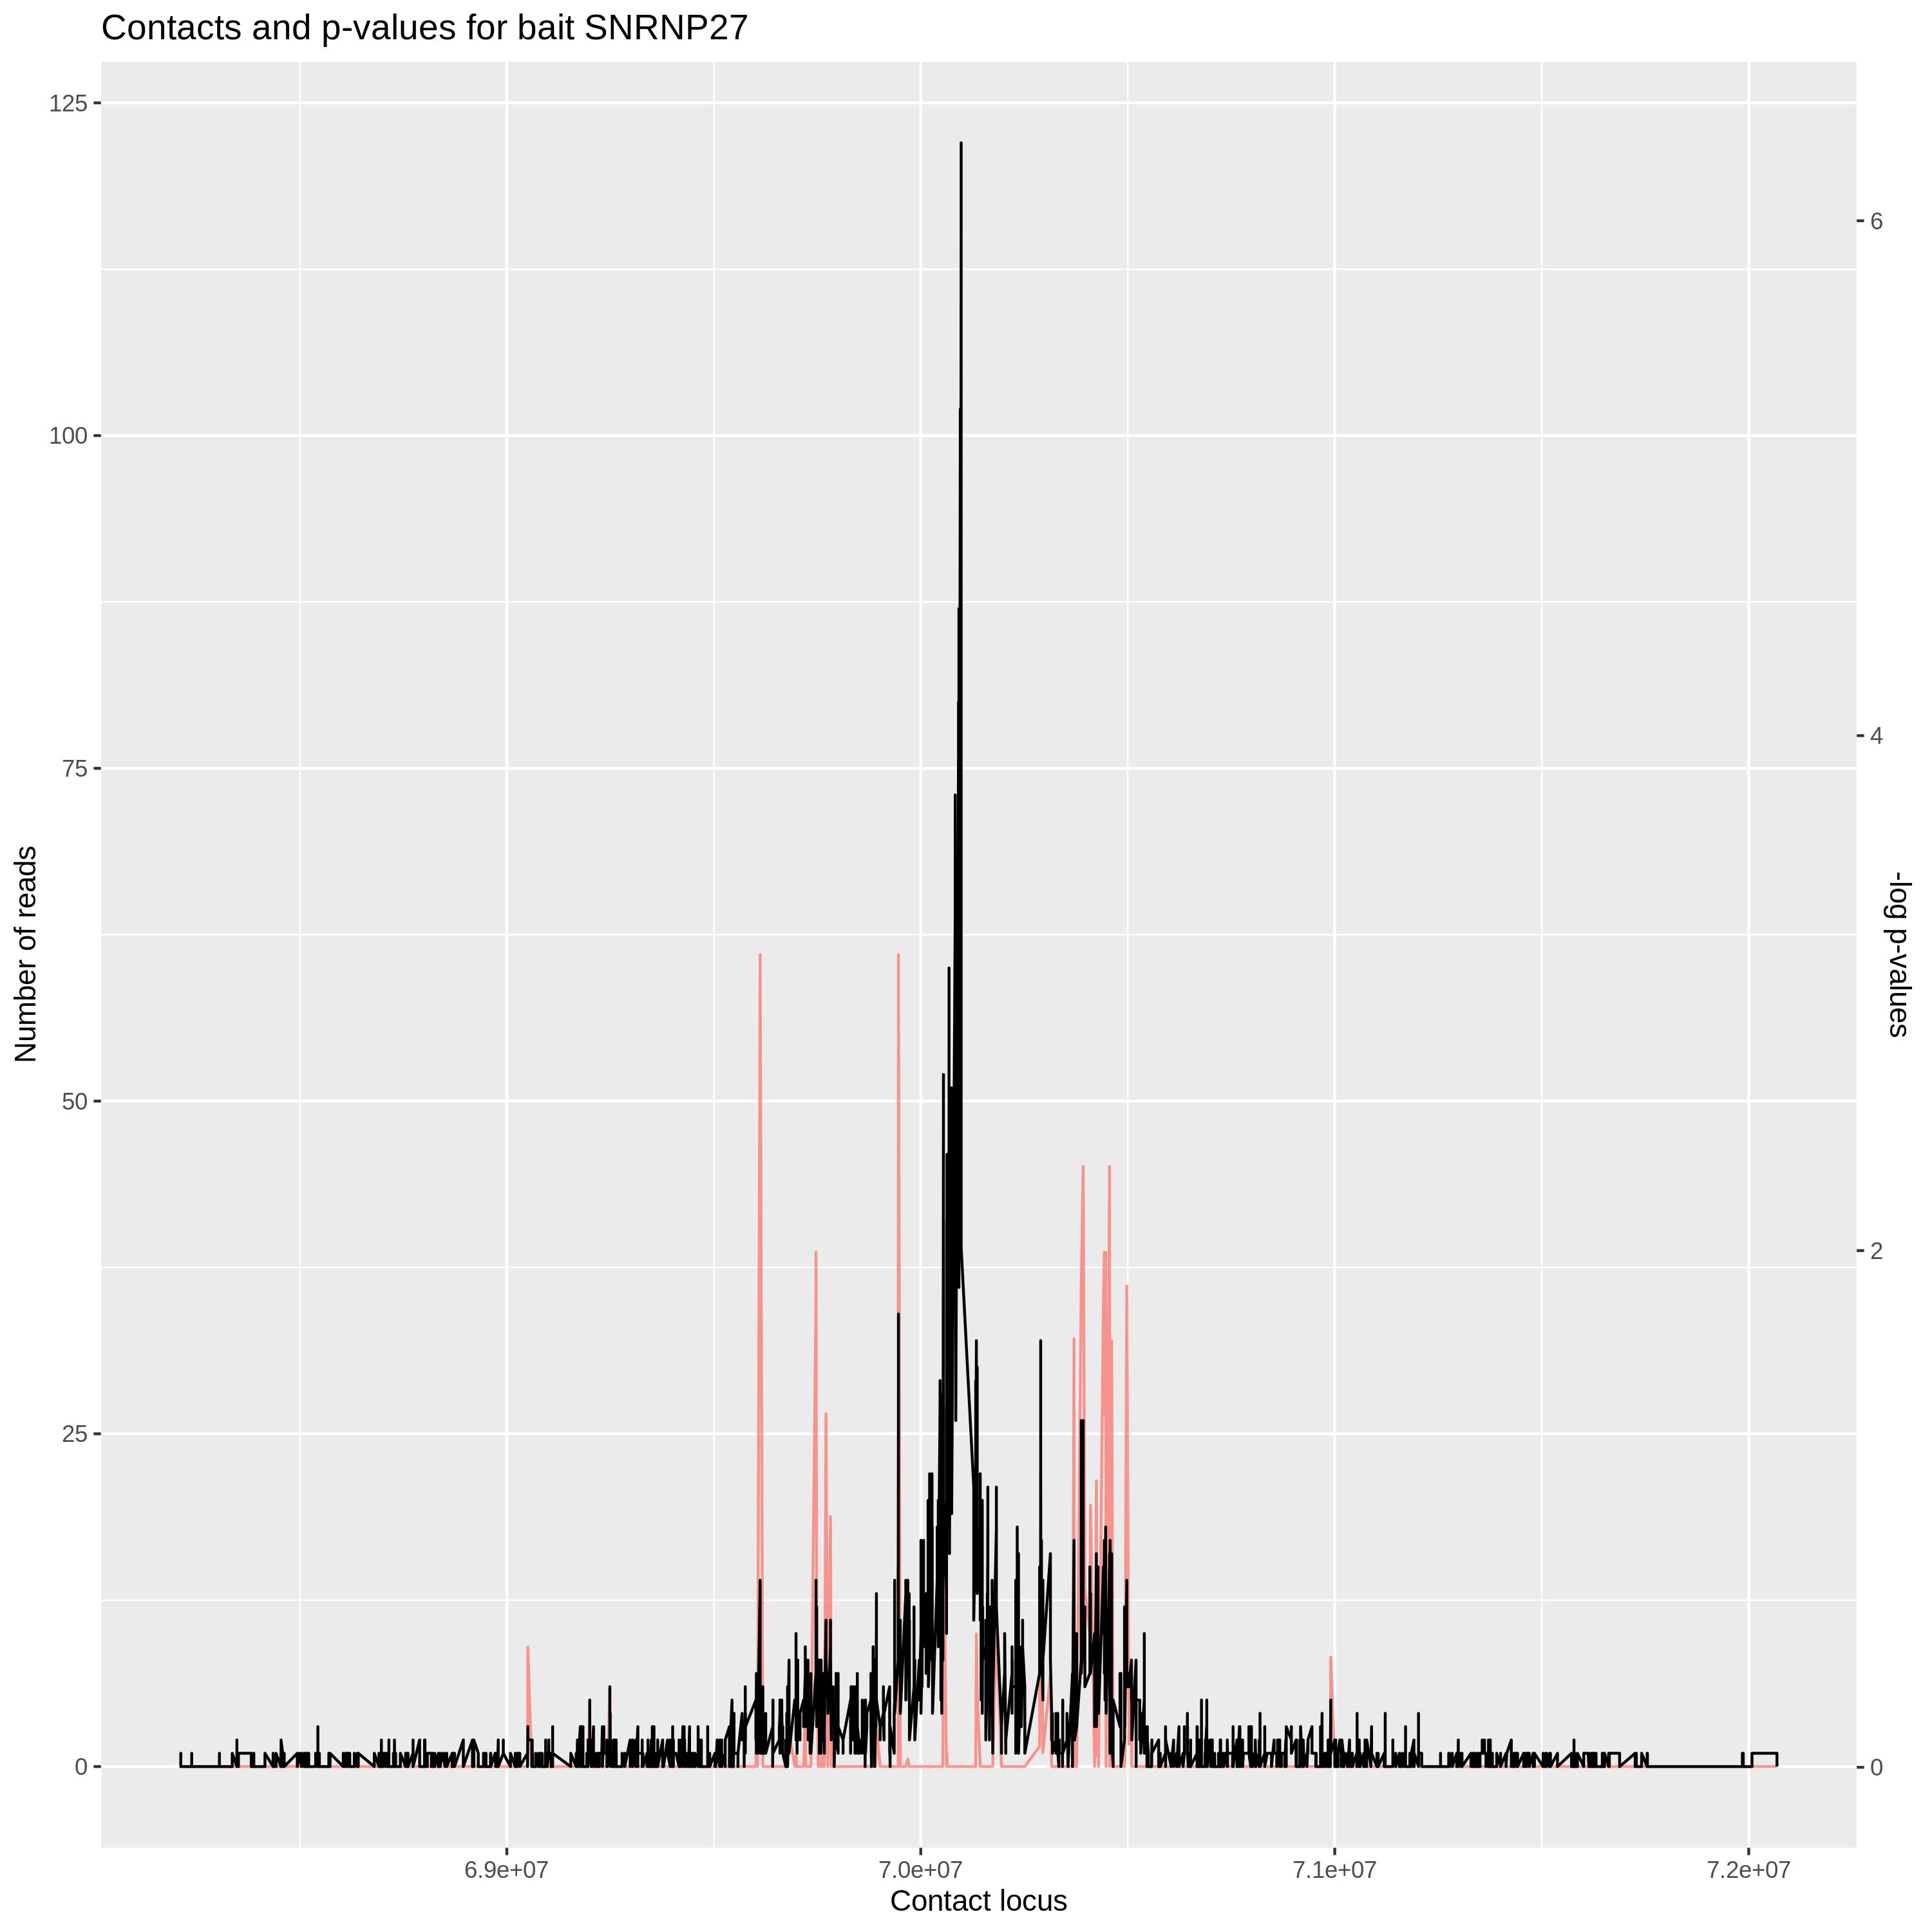 Contacts and p-values for bait SNRNP27
125
100
75
50
25
0
Number of reads
6
4
2
0
-log p-values
6.9e+07
7.0e+07
7.1e+07
7.2e+07
Contact locus